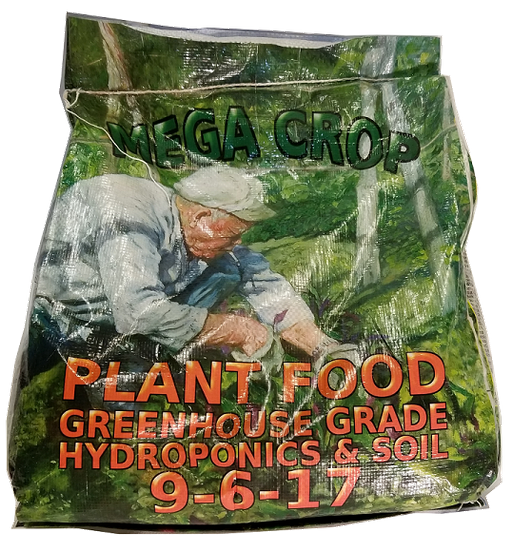 MEGA CROP
PLANT FOOD
GREENHOUSE GRADE
HYDROPONICS & SOIL
9-6-17